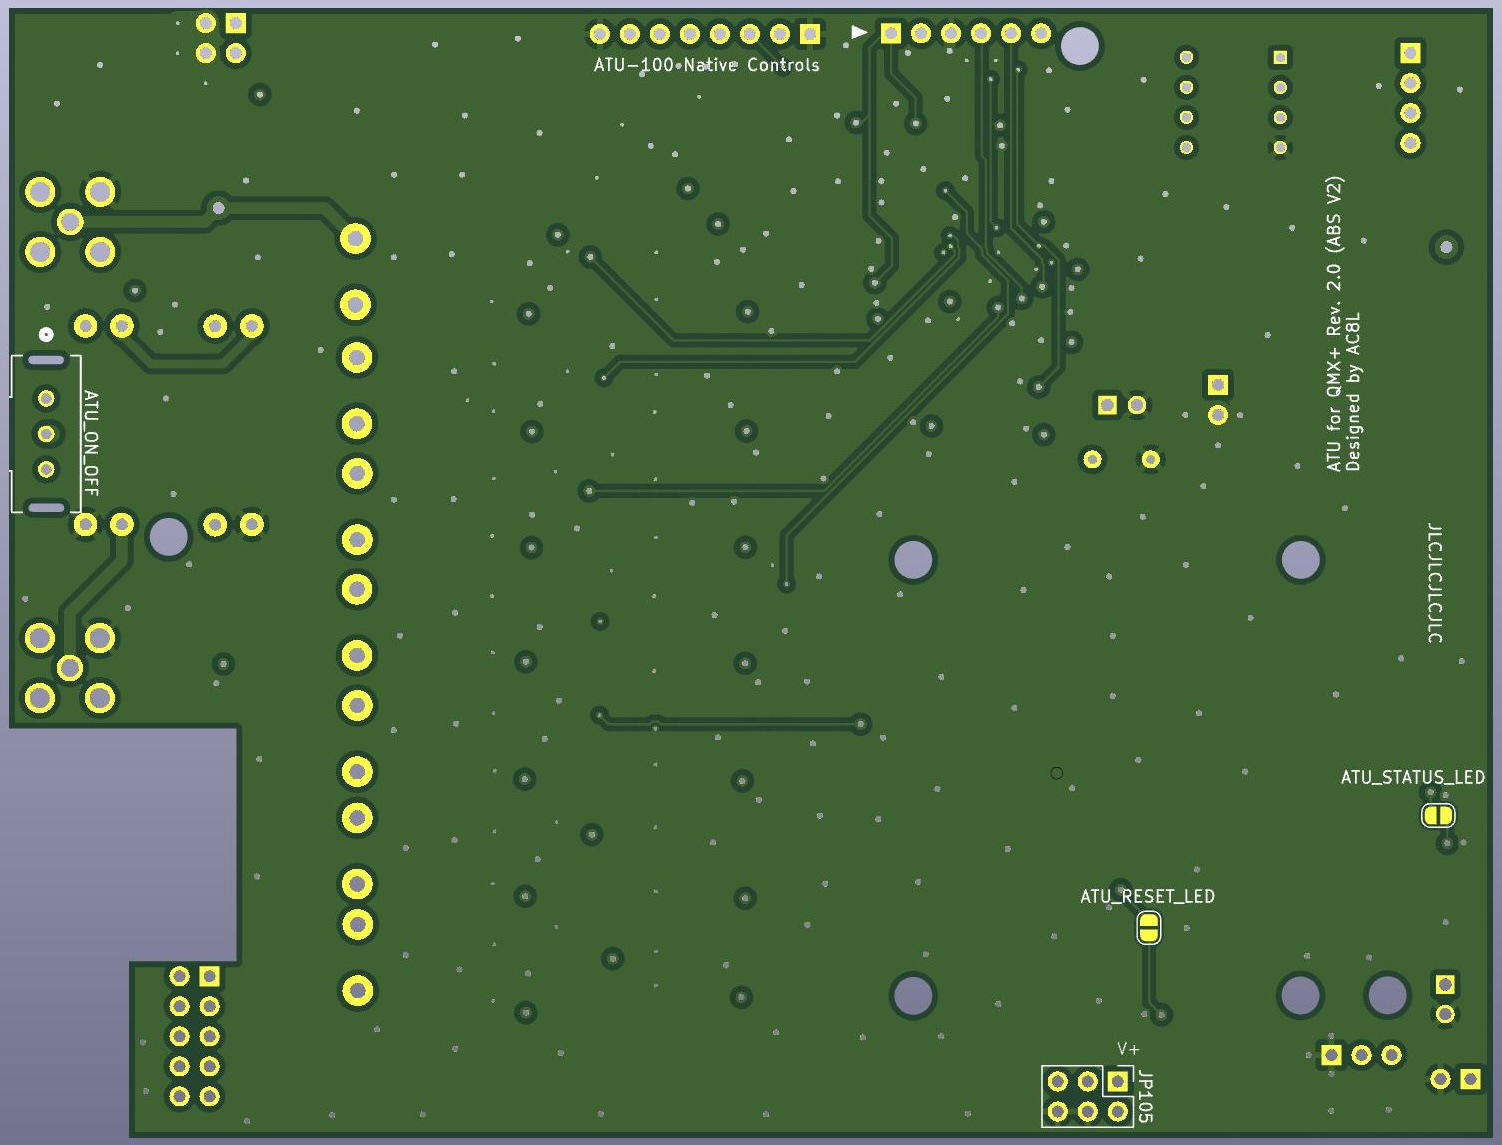 ATU-100 Native Controls
ATU for QMX+ Rev. 2.0 (ABS V2)
Designed by AC8L
ATU_ON_OFF
JLCJLCJLCJLC
ATU_STATUS_LED
ATU_RESET_LED
V+
JP105